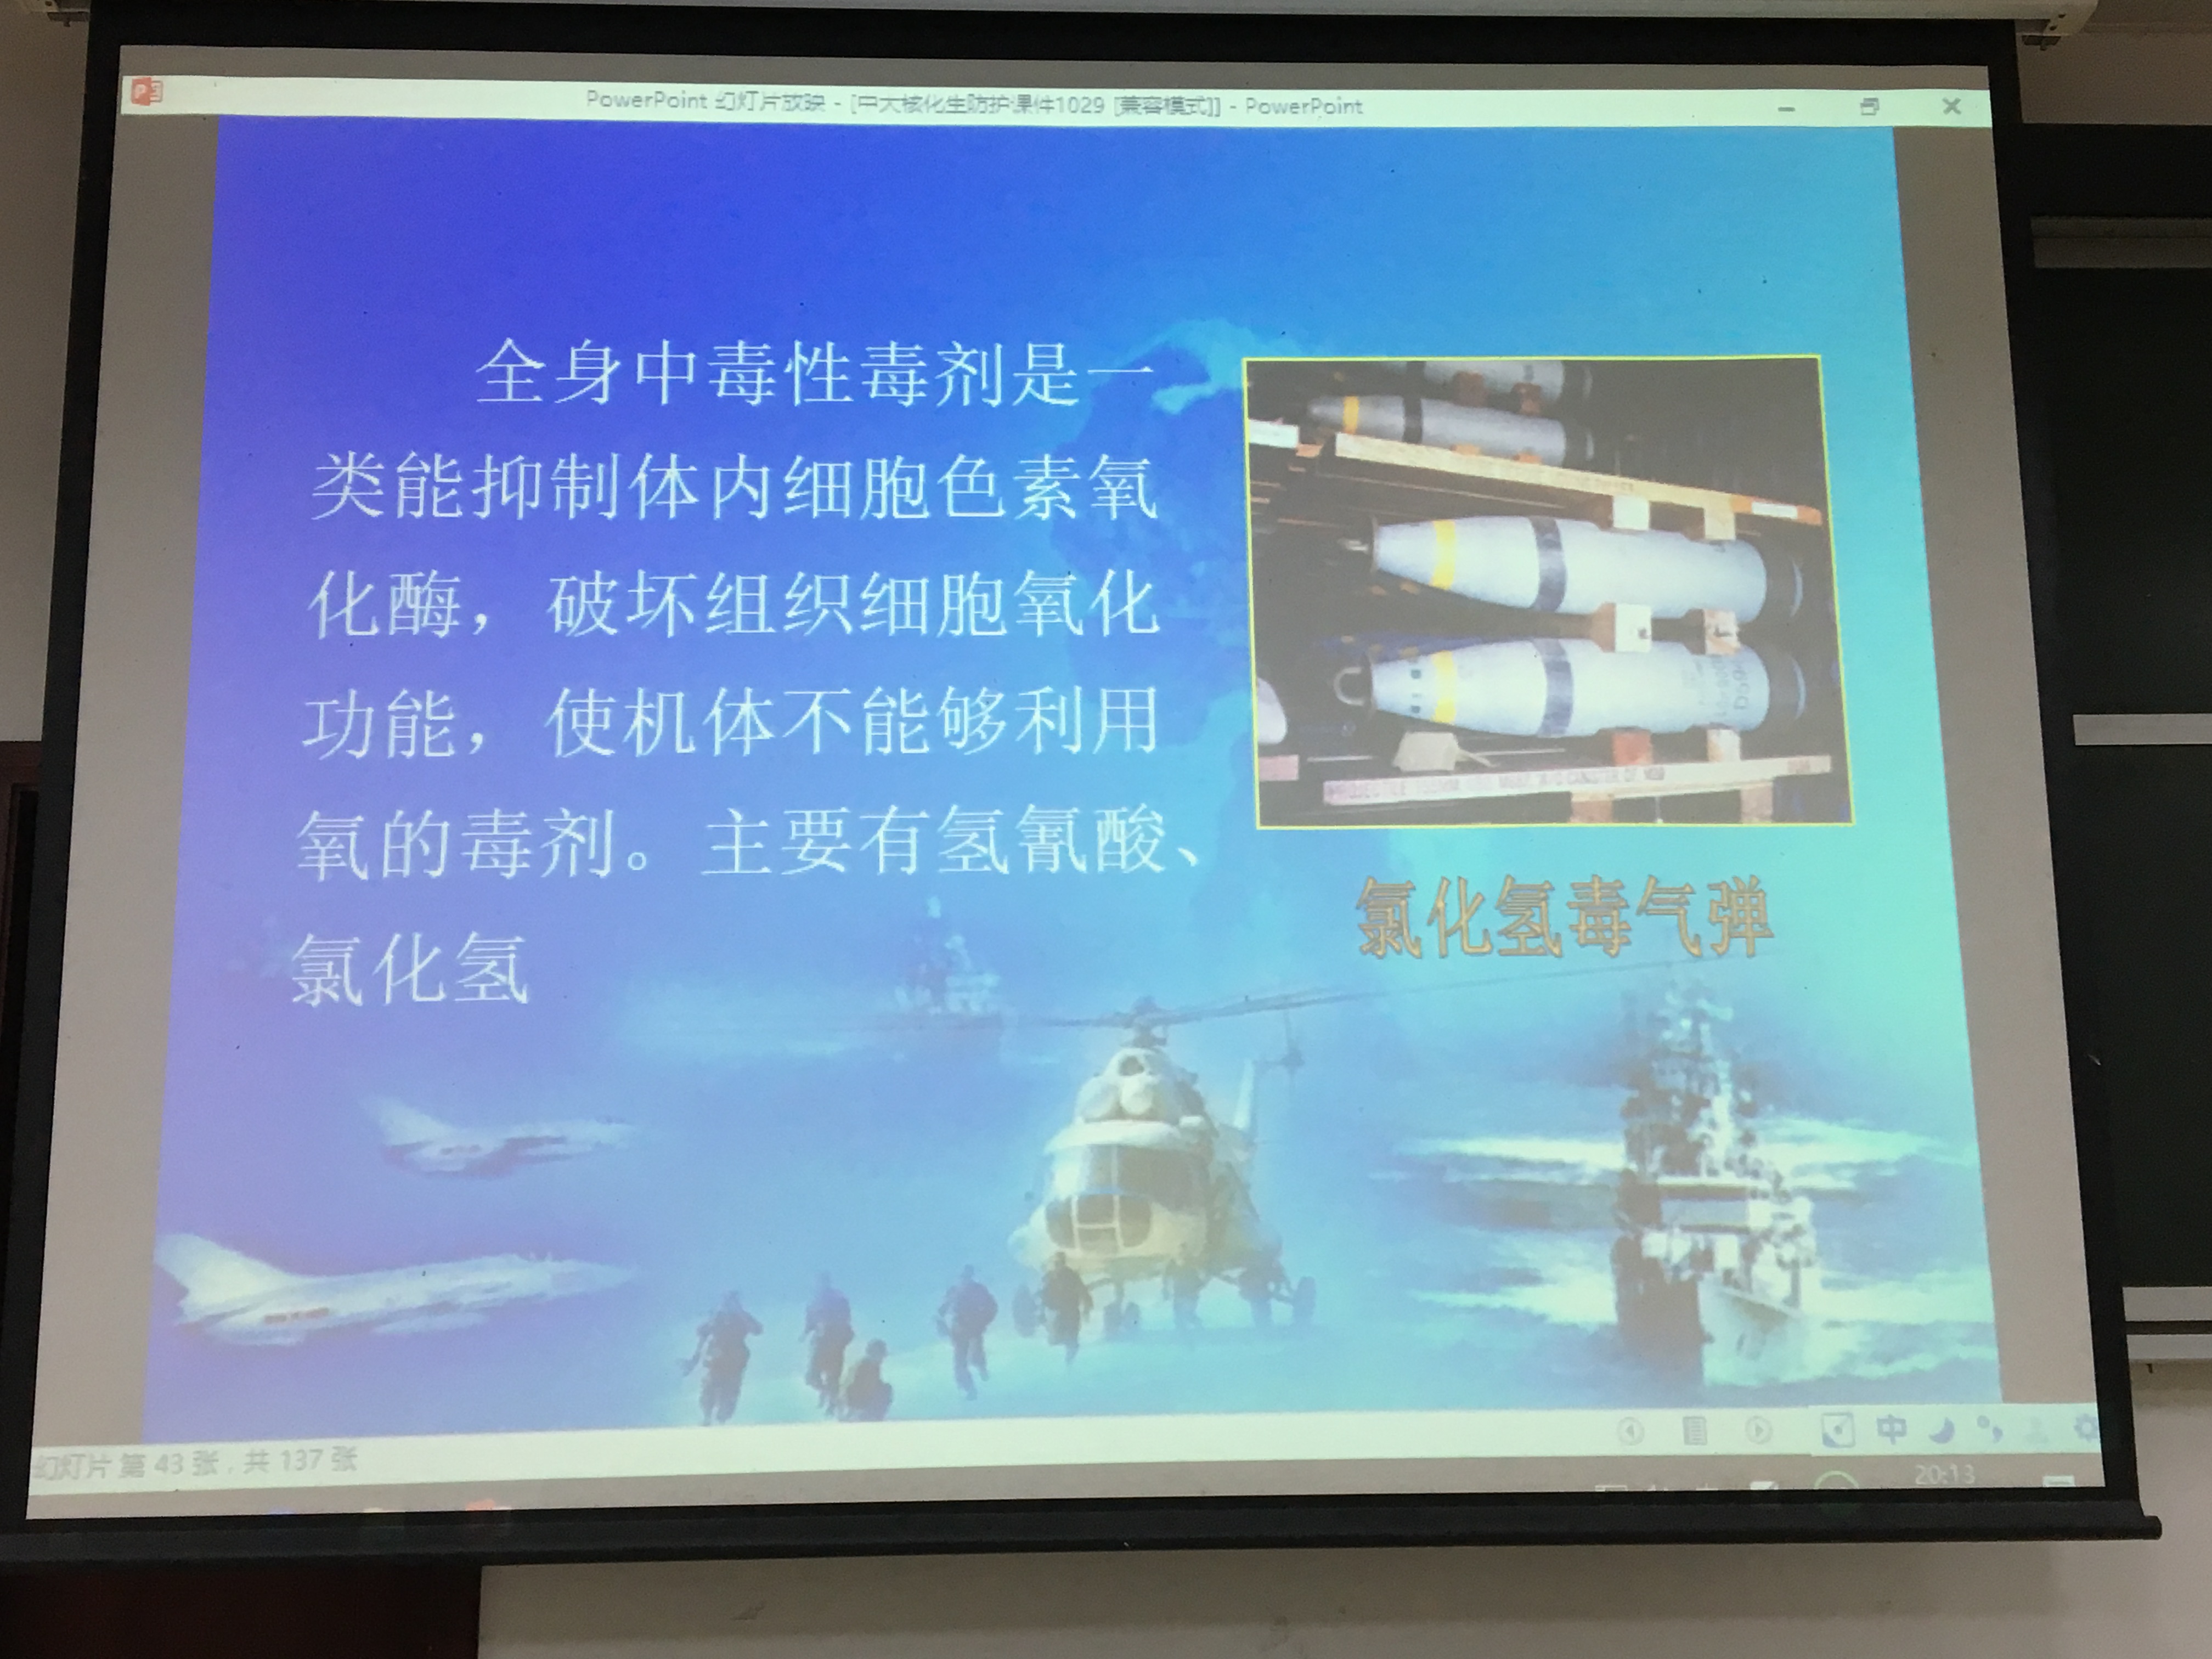 PowerPoint 幻灯片放映 - [中大核化生防护课件1029 [兼容模式]] - PowerPoint
全身中毒性毒剂是一
类能抑制体内细胞色素氧
化酶，破坏组织细胞氧化
功能，使机体不能够利用
氧的毒剂。主要有氢氰酸、
氯化氢
PROJECTILE 155MM
氯化氢毒气弹
中
幻灯片 第 43 张，共 137 张
20:13